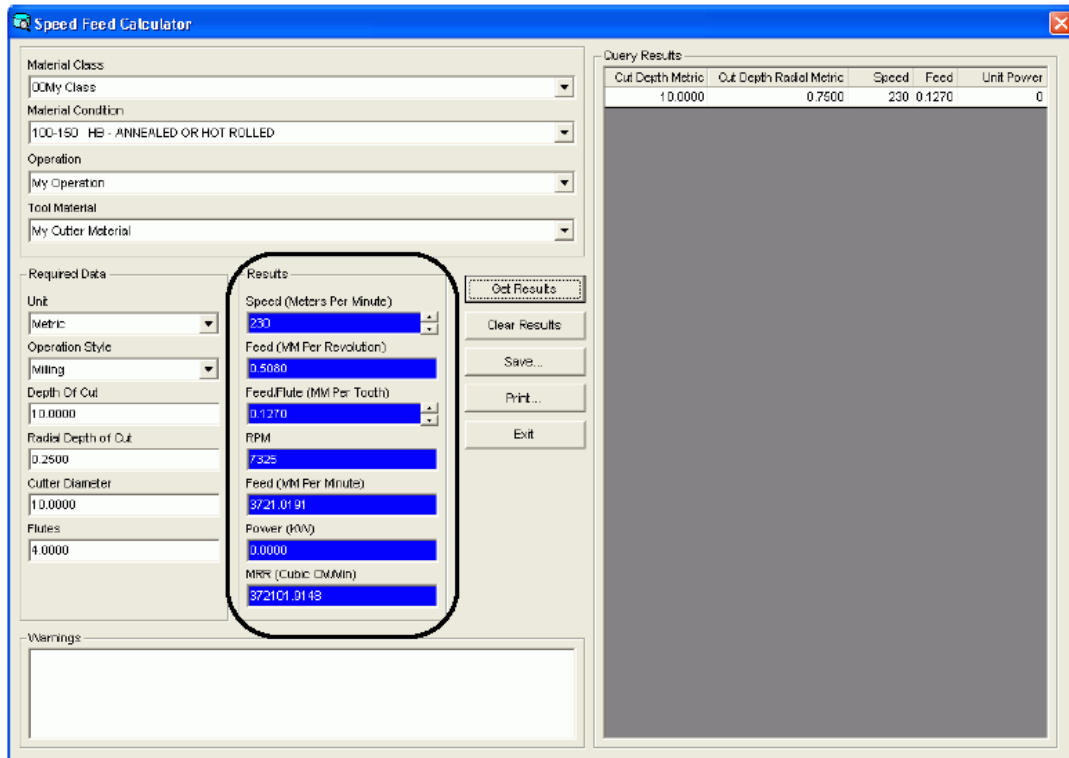 Speed Feed Calculator
Material Class
00My Class
Material Condition
100-150 HB - ANNEALED OR HOT ROLLED
Operation
My Operation
Tool Material
My Cutter Material
Required Data
Unit
Metric
Operation Style
Milling
Depth Of Cut
10.0000
Radial Depth of Cut
0.2500
Cutter Diameter
10.0000
Flutes
4.0000
Results
Speed (Meters Per Minute)
230
Feed (MM Per Revolution)
0.5080
Feed/Flute (MM Per Tooth)
0.1270
RPM
7325
Feed (MM Per Minute)
3721.0191
Power (KW)
0.0000
MRR (Cubic CM/Min)
372101.9148
Get Results
Clear Results
Save...
Print...
Exit
Warnings
Query Results
Cut Depth Metric Cut Depth Radial Metric Speed Feed Unit Power
10.0000 0.7500 230 0.1270 0